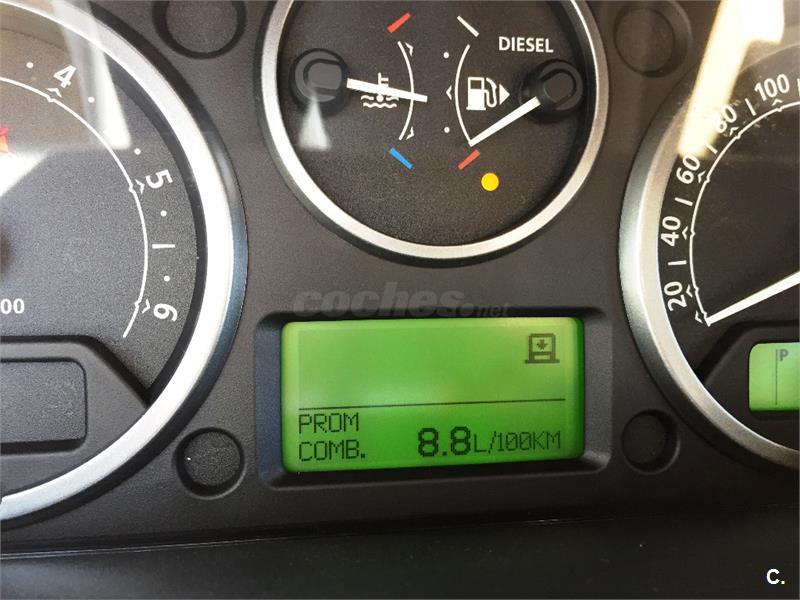 DIESEL
4
5
6
00
100
80
60
40
20
coches.net
P
PROM
COMB. 8.8L/100KM
C.